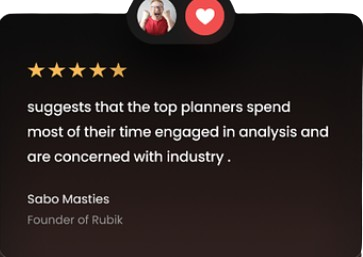 suggests that the top planners spend
most of their time engaged in analysis and
are concerned with industry .
Sabo Masties
Founder of Rubik